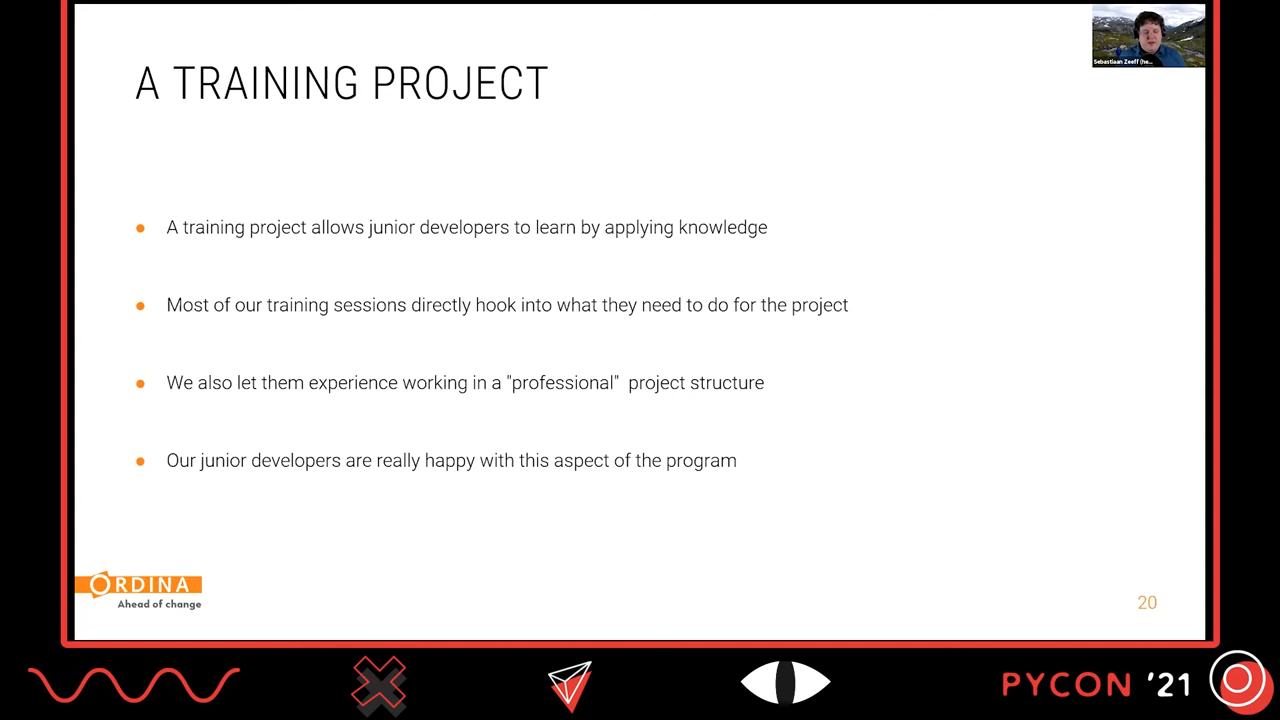 Sebastiaan Zeeff (he...
A TRAINING PROJECT
A training project allows junior developers to learn by applying knowledge
Most of our training sessions directly hook into what they need to do for the project
We also let them experience working in a "professional"  project structure
Our junior developers are really happy with this aspect of the program
ORDINA
Ahead of change
20
PYCON '21